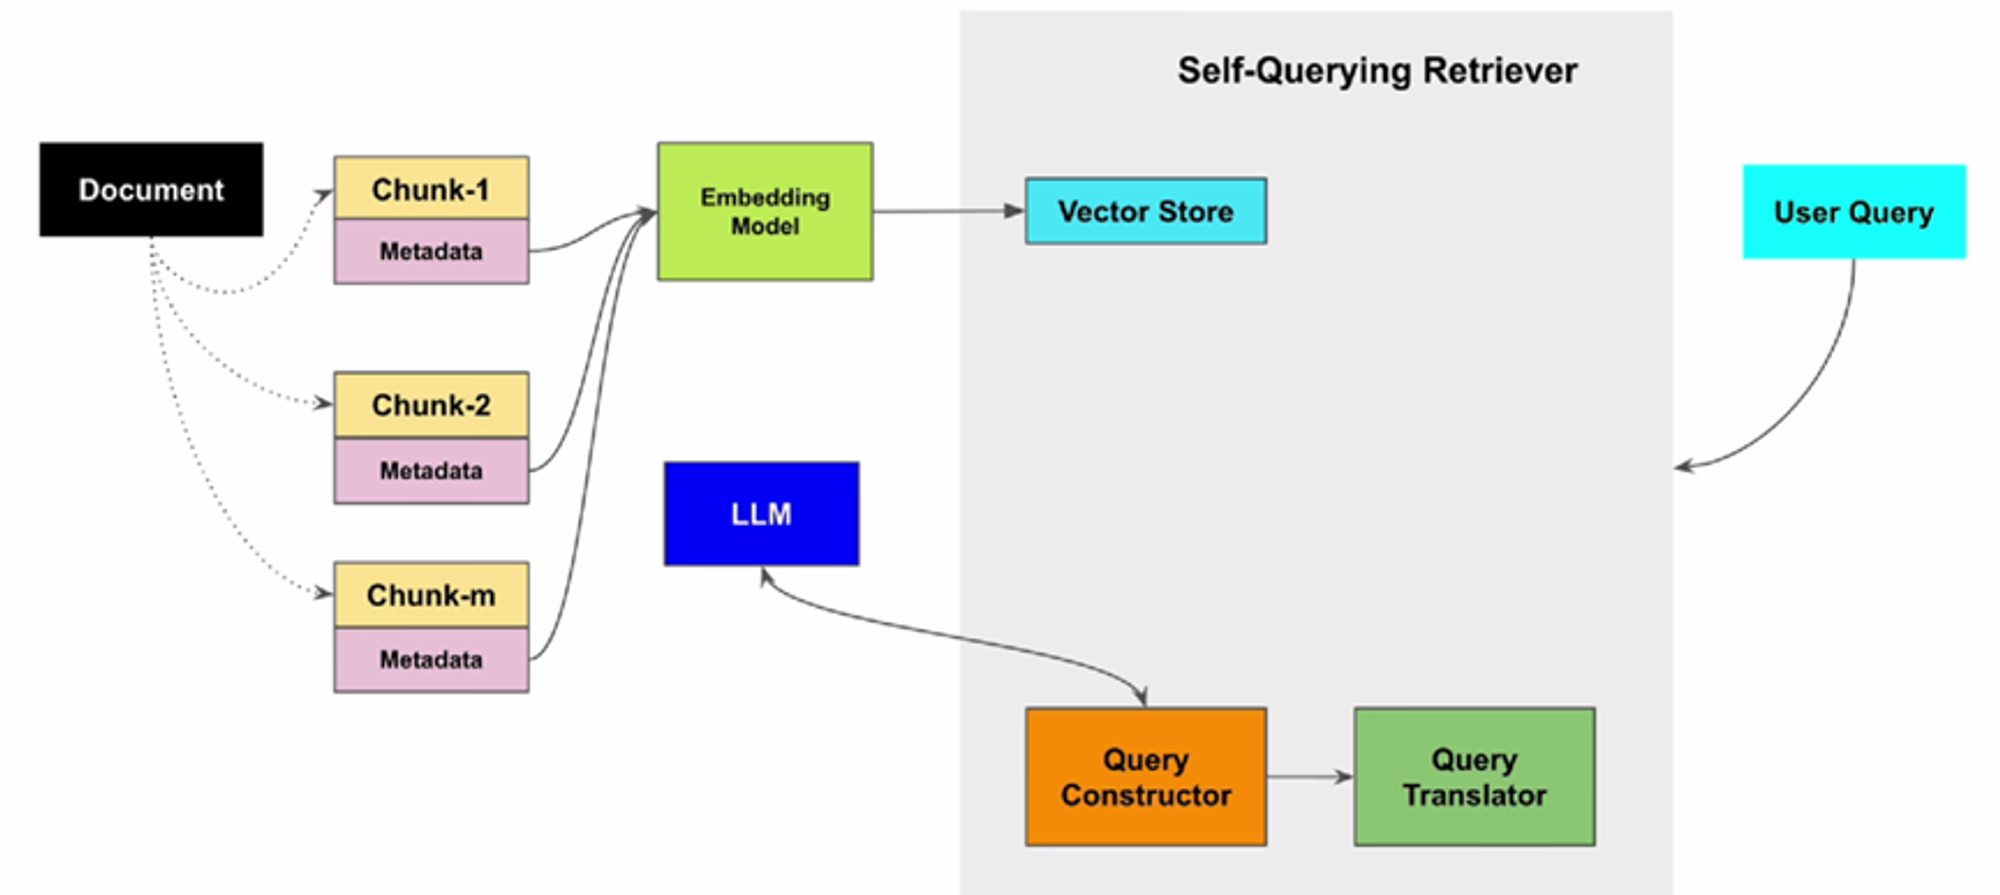 Self-Querying Retriever
Document
Chunk-1
Metadata
Embedding
Model
Vector Store
User Query
Chunk-2
Metadata
LLM
Chunk-m
Metadata
Query
Constructor
Query
Translator